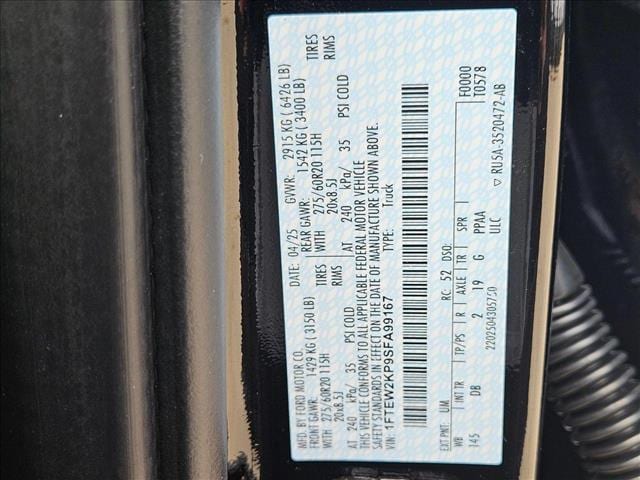 MFD. BY FORD MOTOR CO.
DATE: 04/25 GVWR: 2915 KG ( 6426 LB)
FRONT GAWR: 1429 KG ( 3150 LB) REAR GAWR: 1542 KG ( 3400 LB)
WITH 275/60R20 115H TIRES WITH 275/60R20 115H TIRES
20x8.5J RIMS 20x8.5J RIMS
AT 240 kPa/ 35 PSI COLD AT 240 kPa/ 35 PSI COLD
THIS VEHICLE CONFORMS TO ALL APPLICABLE FEDERAL MOTOR VEHICLE
SAFETY STANDARDS IN EFFECT ON THE DATE OF MANUFACTURE SHOWN ABOVE.
VIN: 1FTEW2KP9SFA99167
TYPE: Truck
F0000
T0578
EXT PNT: UM RC: 52 DSO:
WB INT TR TP/PS R AXLE TR SPR
145 DB 2 19 G PPAA
ULC
▽ RU5A-3520472-AB